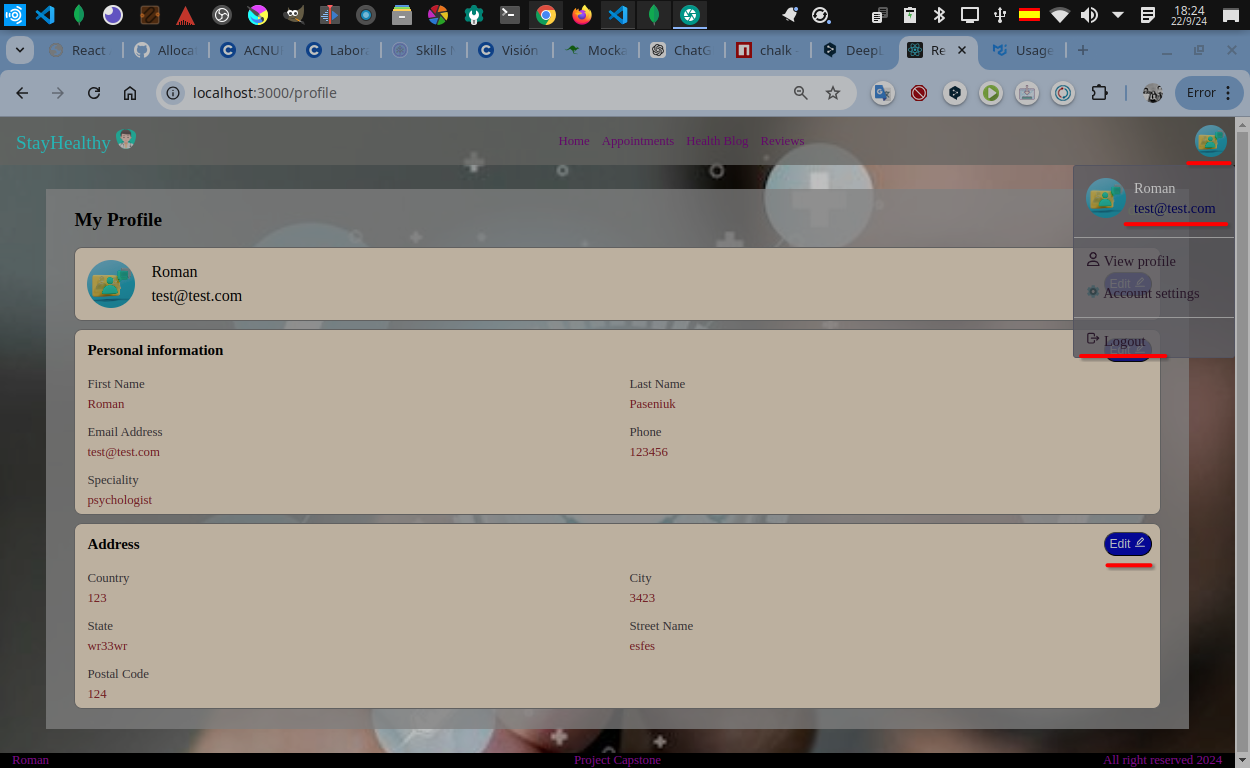 18:24
22/9/24
React
Alloca
ACNU
Labora
Skills
Visión
Mocka
ChatG
chalk
DeepL
Re
Usage
localhost:3000/profile
Error
StayHealthy
Home Appointments Health Blog Reviews
Roman
test@test.com
View profile
Edit
Account settings
Logout
My Profile
Roman
test@test.com
Personal information
First Name
Roman
Last Name
Paseniuk
Email Address
test@test.com
Phone
123456
Speciality
psychologist
Address
Edit
Country
123
City
3423
State
wr33wr
Street Name
esfes
Postal Code
124
Roman
Project Capstone
All right reserved 2024